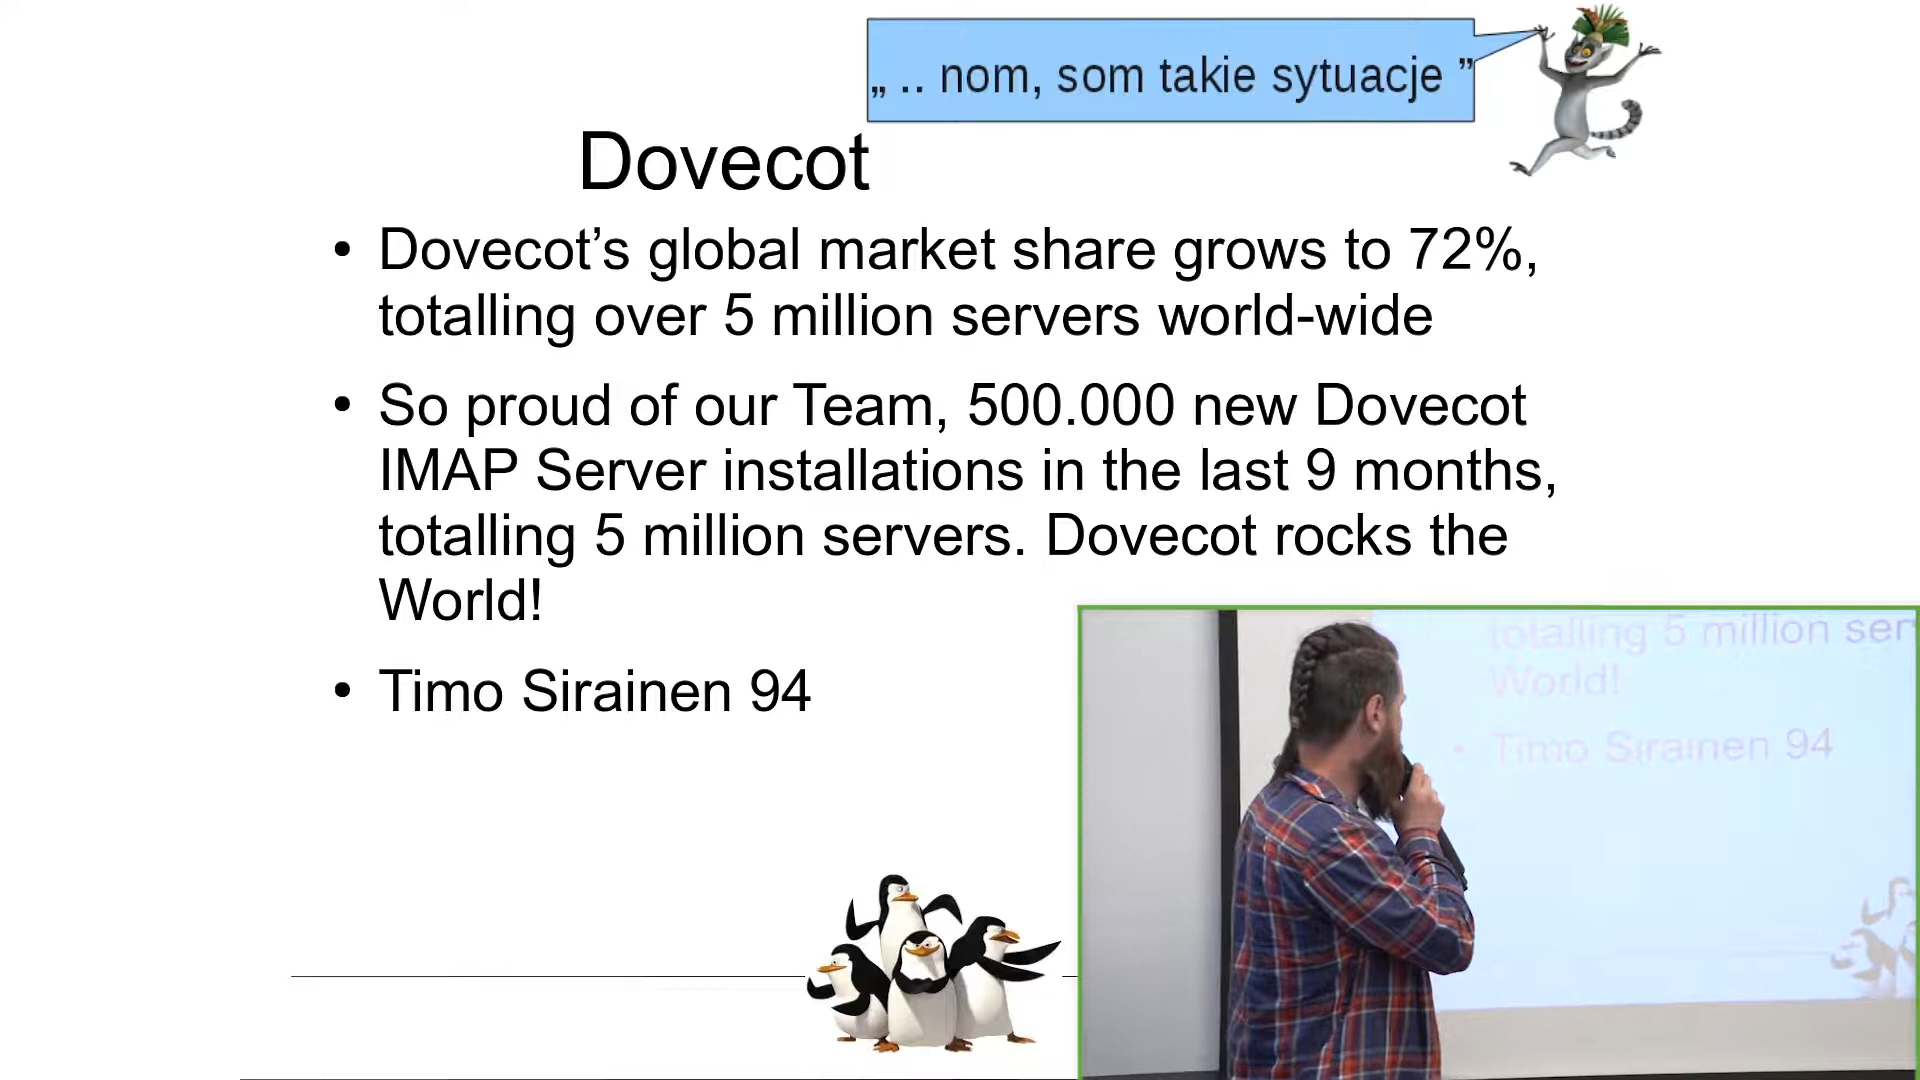 „ .. nom, som takie sytuacje ”
Dovecot
• Dovecot’s global market share grows to 72%,
totalling over 5 million servers world-wide
• So proud of our Team, 500.000 new Dovecot
IMAP Server installations in the last 9 months,
totalling 5 million servers. Dovecot rocks the
World!
• Timo Sirainen 94
totalling 5 million ser
World!
• Timo Sirainen 94